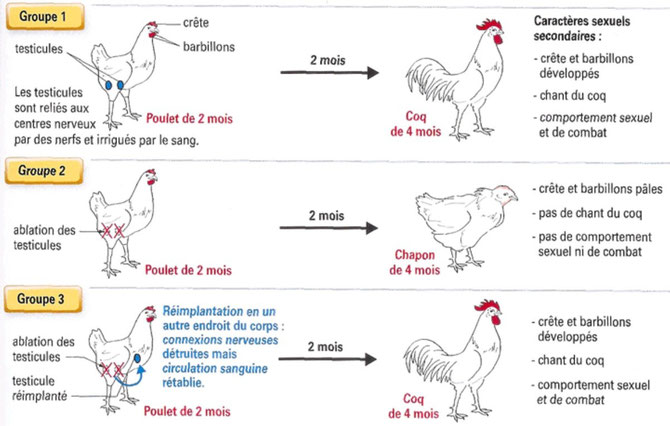 Groupe 1
crête
barbillons
testicules
Les testicules
sont reliés aux
centres nerveux
par des nerfs et irrigués par le sang.
Poulet de 2 mois
2 mois
Coq
de 4 mois
Caractères sexuels
secondaires :
- crête et barbillons
développés
- chant du coq
- comportement sexuel
et de combat
Groupe 2
ablation des
testicules
Poulet de 2 mois
2 mois
Chapon
de 4 mois
- crête et barbillons pâles
- pas de chant du coq
- pas de comportement
sexuel ni de combat
Groupe 3
ablation des
testicules
testicule
réimplanté
Réimplantation en un
autre endroit du corps :
connexions nerveuses
détruites mais
circulation sanguine
rétablie.
Poulet de 2 mois
2 mois
Coq
de 4 mois
- crête et barbillons
développés
- chant du coq
- comportement sexuel
et de combat